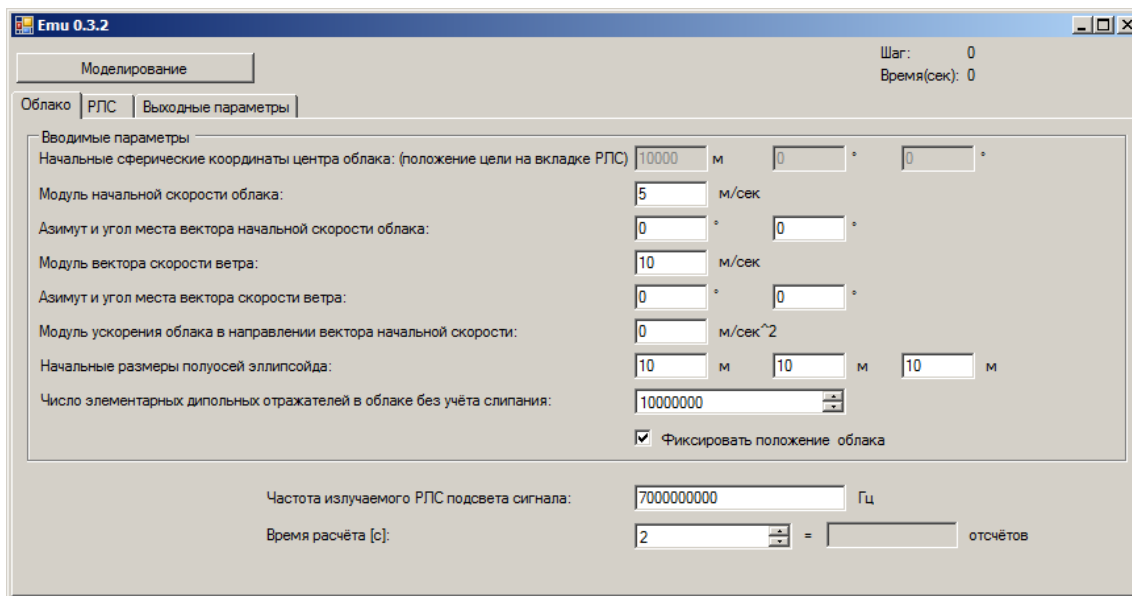 Emu 0.3.2
Моделирование
Шаг: 0
Время(сек): 0
Облако РЛС Выходные параметры
Вводимые параметры
Начальные сферические координаты центра облака: (положение цели на вкладке РЛС) 10000 м 0 ° 0 °
Модуль начальной скорости облака: 5 м/сек
Азимут и угол места вектора начальной скорости облака: 0 ° 0 °
Модуль вектора скорости ветра: 10 м/сек
Азимут и угол места вектора скорости ветра: 0 ° 0 °
Модуль ускорения облака в направлении вектора начальной скорости: 0 м/сек^2
Начальные размеры полуосей эллипсойда: 10 м 10 м 10 м
Число элементарных дипольных отражателей в облаке без учёта слипания: 10000000
Фиксировать положение облака
Частота излучаемого РЛС подсвета сигнала: 7000000000 Гц
Время расчёта [с]: 2 = отсчётов